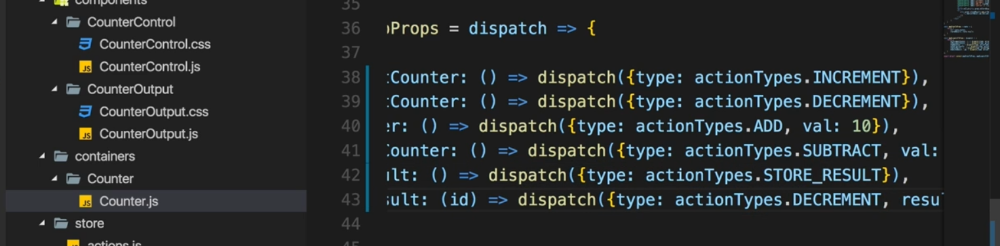 components
CounterControl
CounterControl.css
CounterControl.js
CounterOutput
CounterOutput.css
CounterOutput.js
containers
Counter
Counter.js
store
actions.js
35
36 Props = dispatch => {
37
38 :Counter: () => dispatch({type: actionTypes.INCREMENT}),
39 :Counter: () => dispatch({type: actionTypes.DECREMENT}),
40 er: () => dispatch({type: actionTypes.ADD, val: 10}),
41 Counter: () => dispatch({type: actionTypes.SUBTRACT, val:
42 ult: () => dispatch({type: actionTypes.STORE_RESULT}),
43 sult: (id) => dispatch({type: actionTypes.DECREMENT, resu
44
45